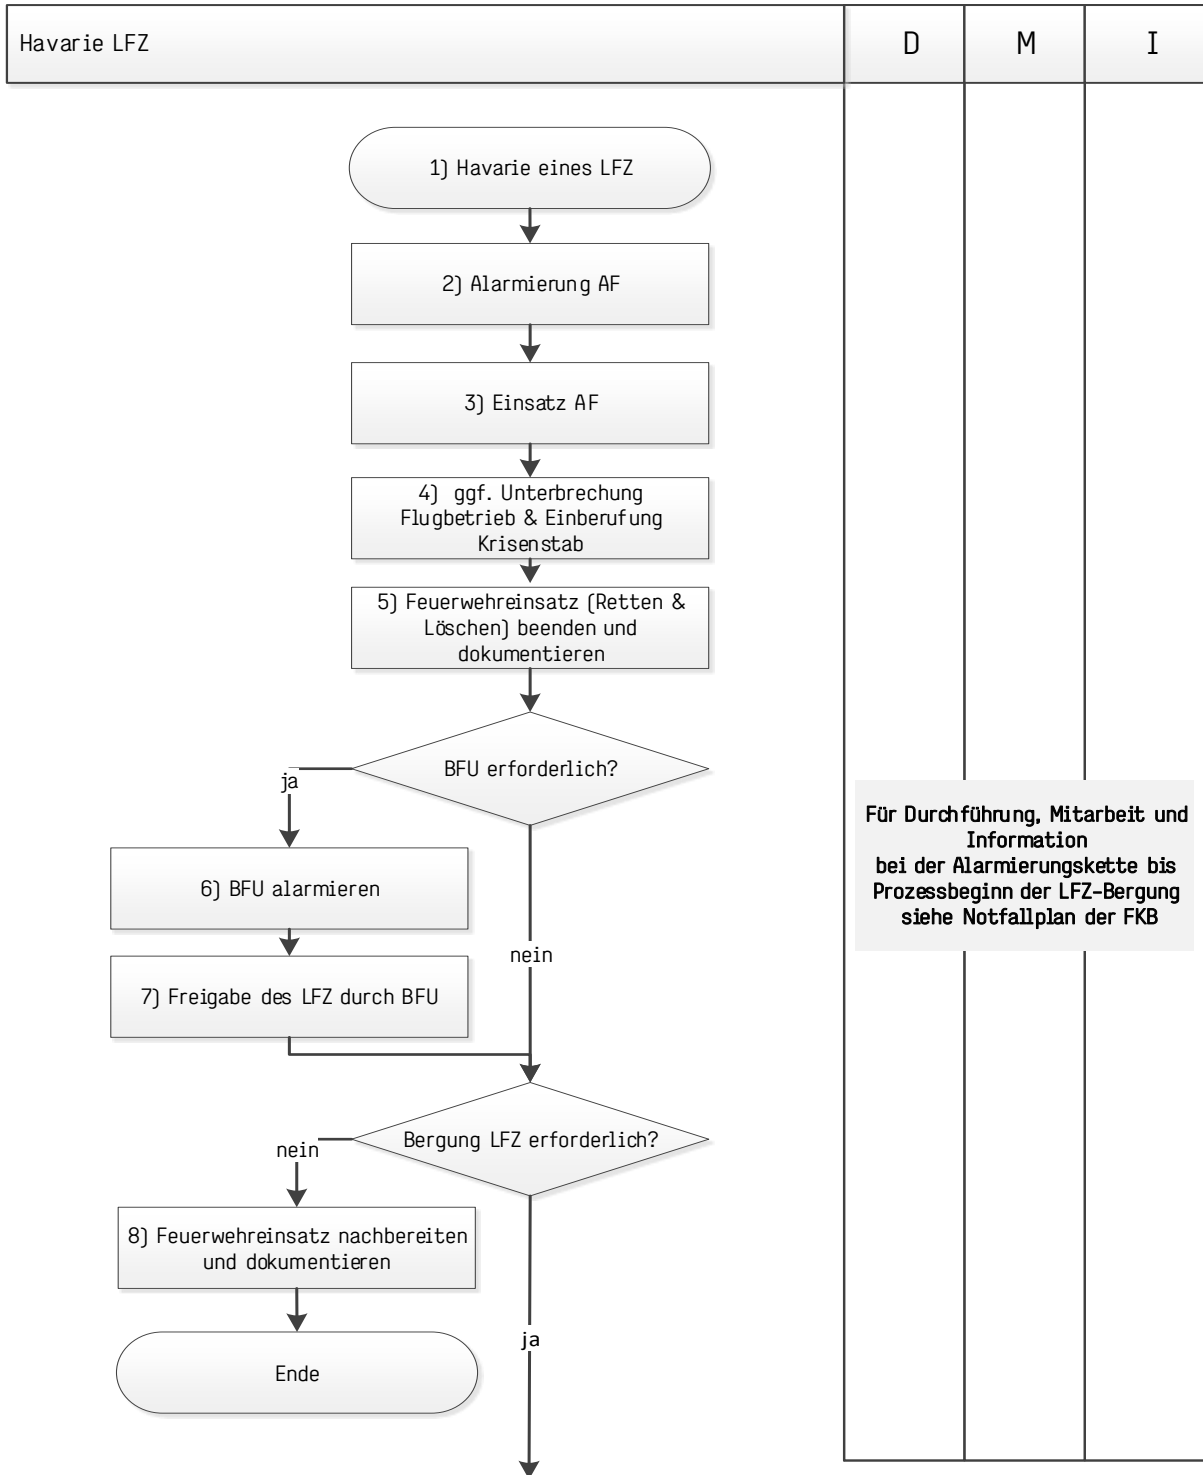 Havarie LFZ
D
M
I
1) Havarie eines LFZ
2) Alarmierung AF
3) Einsatz AF
4) ggf. Unterbrechung
Flugbetrieb & Einberufung
Krisenstab
5) Feuerwehreinsatz (Retten &
Löschen) beenden und
dokumentieren
BFU erforderlich?
ja
6) BFU alarmieren
nein
7) Freigabe des LFZ durch BFU
Für Durchführung, Mitarbeit und
Information
bei der Alarmierungskette bis
Prozessbeginn der LFZ-Bergung
siehe Notfallplan der FKB
Bergung LFZ erforderlich?
nein
8) Feuerwehreinsatz nachbereiten
und dokumentieren
ja
Ende